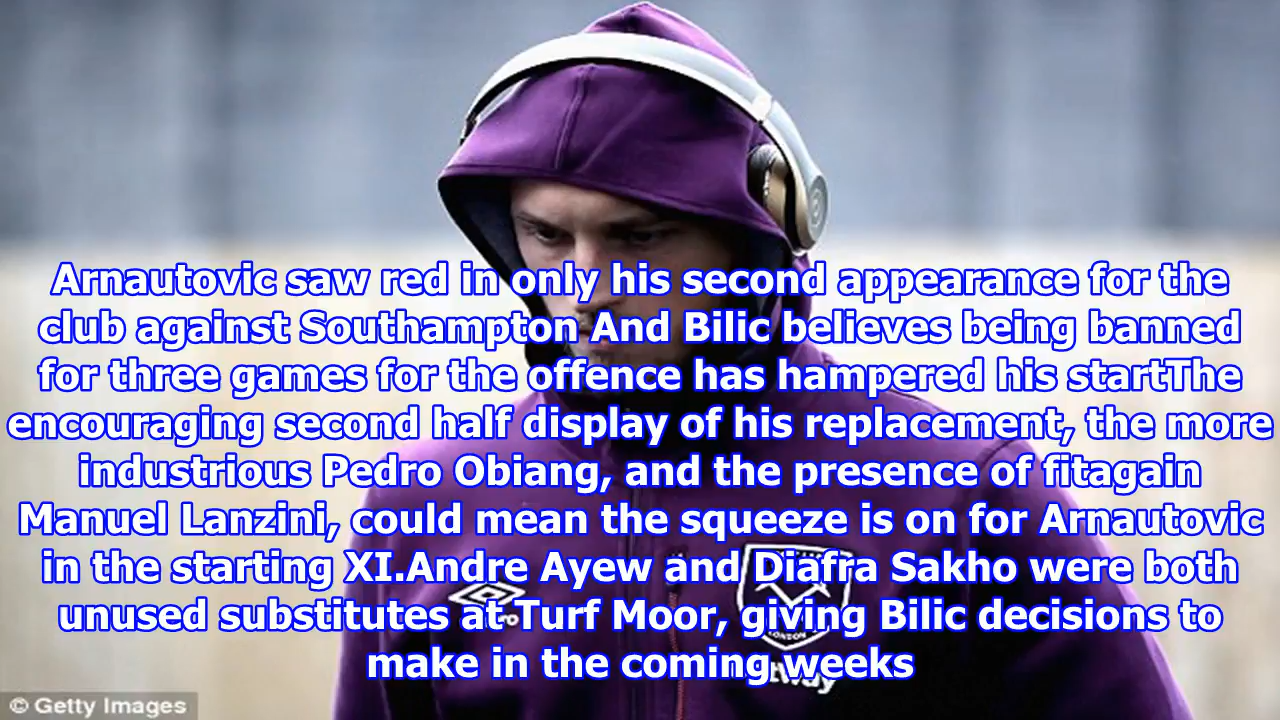 Arnautovic saw red in only his second appearance for the
club against Southampton And Bilic believes being banned
for three games for the offence has hampered his startThe
encouraging second half display of his replacement, the more
industrious Pedro Obiang, and the presence of fitagain
Manuel Lanzini, could mean the squeeze is on for Arnautovic
in the starting XI.Andre Ayew and Diafra Sakho were both
unused substitutes at Turf Moor, giving Bilic decisions to
make in the coming weeks
LONDON
© Getty Images